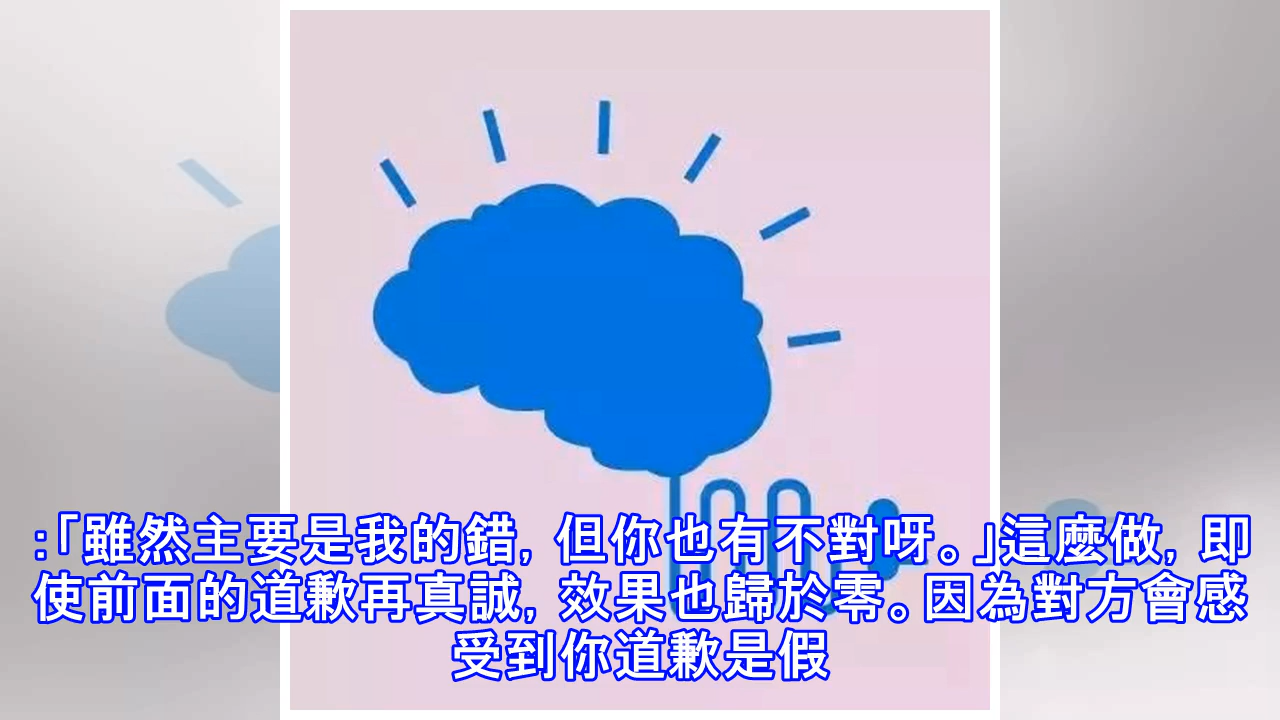 :「雖然主要是我的錯, 但你也有不對呀。」這麼做, 即
使前面的道歉再真誠, 效果也歸於零。因為對方會感
受到你道歉是假